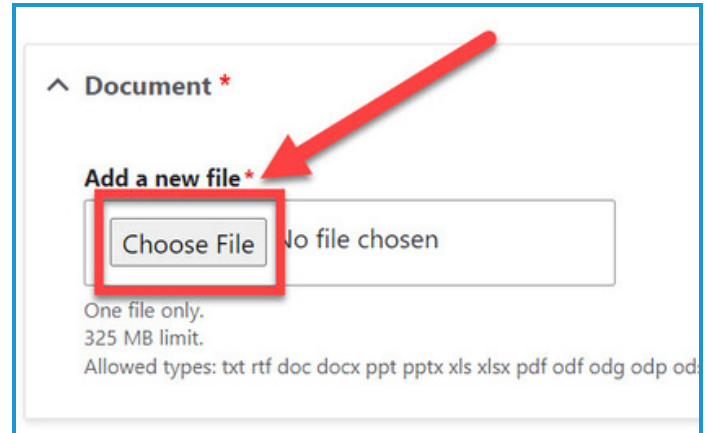 Document *
Add a new file*
Choose File No file chosen
One file only.
325 MB limit.
Allowed types: txt rtf doc docx ppt pptx xls xlsx pdf odf odg odp ods